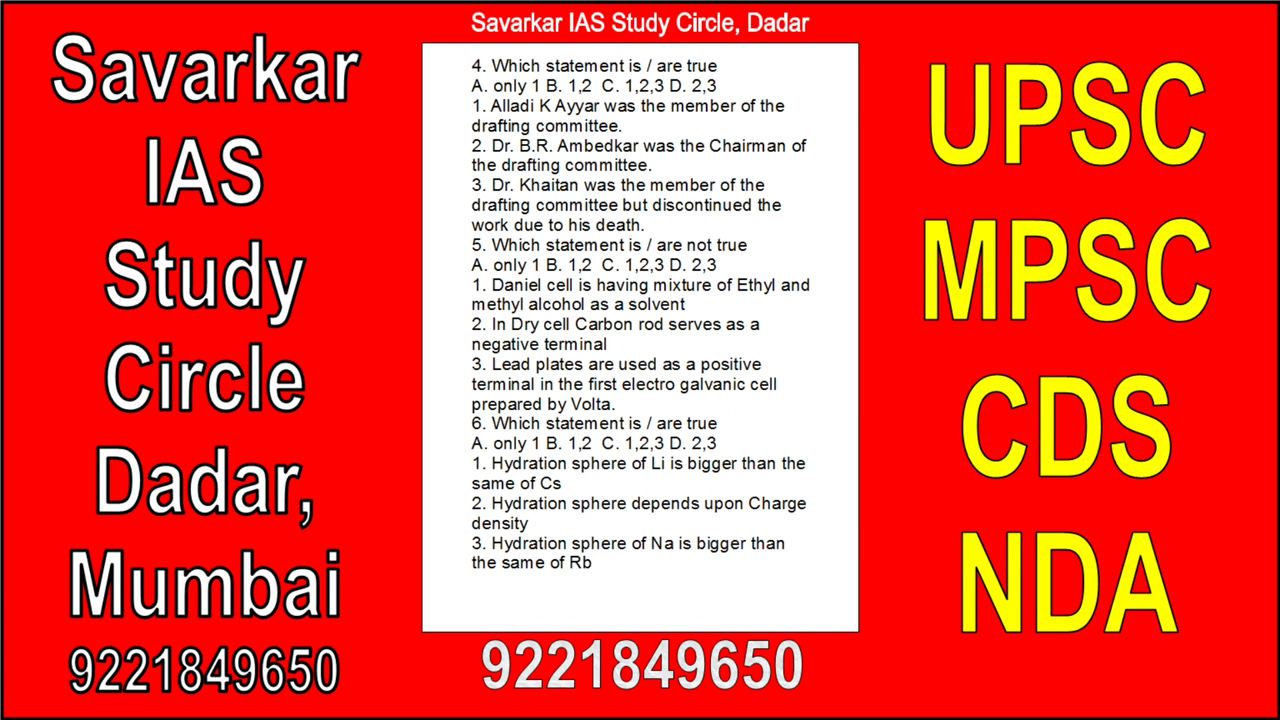 Savarkar IAS Study Circle, Dadar
Savarkar
IAS
Study
Circle
Dadar,
Mumbai
9221849650
4. Which statement is / are true
A. only 1 B. 1,2 C. 1,2,3 D. 2,3
1. Alladi K Ayyar was the member of the
drafting committee.
2. Dr. B.R. Ambedkar was the Chairman of
the drafting committee.
3. Dr. Khaitan was the member of the
drafting committee but discontinued the
work due to his death.
5. Which statement is / are not true
A. only 1 B. 1,2 C. 1,2,3 D. 2,3
1. Daniel cell is having mixture of Ethyl and
methyl alcohol as a solvent
2. In Dry cell Carbon rod serves as a
negative terminal
3. Lead plates are used as a positive
terminal in the first electro galvanic cell
prepared by Volta.
6. Which statement is / are true
A. only 1 B. 1,2 C. 1,2,3 D. 2,3
1. Hydration sphere of Li is bigger than the
same of Cs
2. Hydration sphere depends upon Charge
density
3. Hydration sphere of Na is bigger than
the same of Rb
9221849650
UPSC
MPSC
CDS
NDA